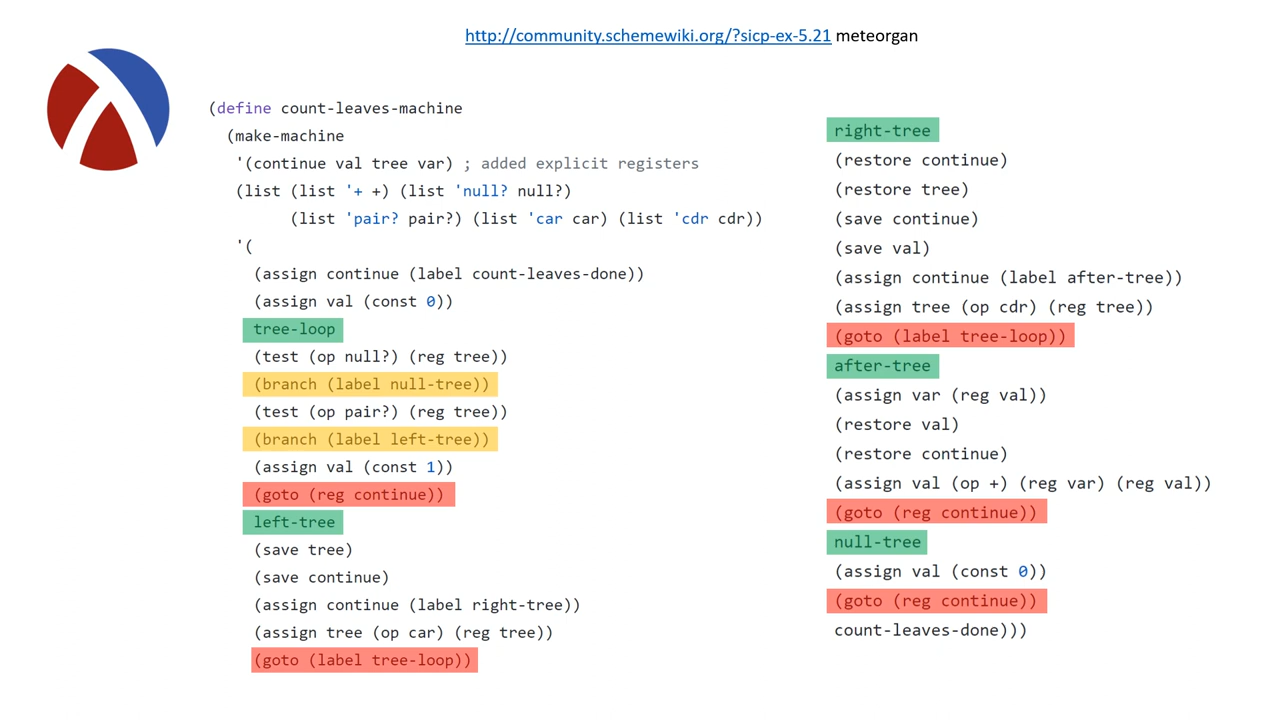 http://community.schemewiki.org/?sicp-ex-5.21 meteorgan
(define count-leaves-machine
(make-machine
'(continue val tree var) ; added explicit registers
(list (list '+ +) (list 'null? null?)
(list 'pair? pair?) (list 'car car) (list 'cdr cdr))
'(
(assign continue (label count-leaves-done))
(assign val (const 0))
tree-loop
(test (op null?) (reg tree))
(branch (label null-tree))
(test (op pair?) (reg tree))
(branch (label left-tree))
(assign val (const 1))
(goto (reg continue))
left-tree
(save tree)
(save continue)
(assign continue (label right-tree))
(assign tree (op car) (reg tree))
(goto (label tree-loop))
right-tree
(restore continue)
(restore tree)
(save continue)
(save val)
(assign continue (label after-tree))
(assign tree (op cdr) (reg tree))
(goto (label tree-loop))
after-tree
(assign var (reg val))
(restore val)
(restore continue)
(assign val (op +) (reg var) (reg val))
(goto (reg continue))
null-tree
(assign val (const 0))
(goto (reg continue))
count-leaves-done)))